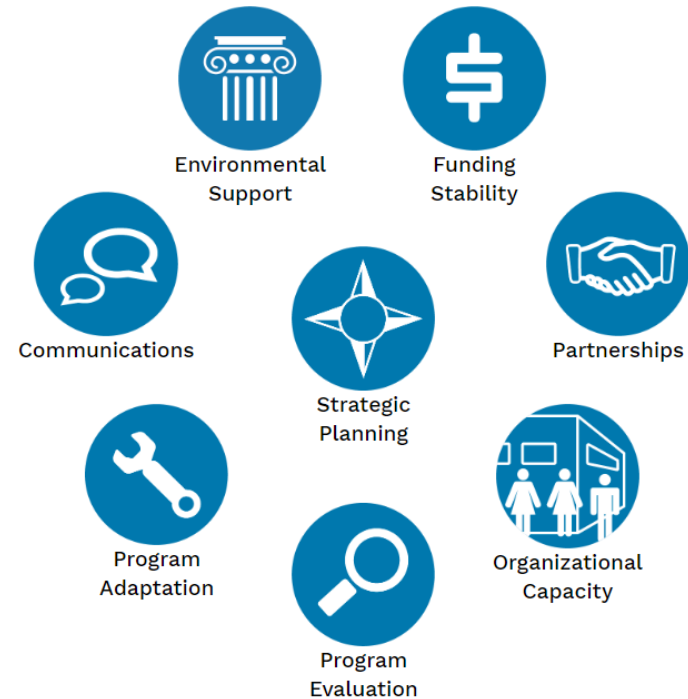 Environmental
Support
Funding
Stability
Communications
Partnerships
Strategic
Planning
Program
Adaptation
Organizational
Capacity
Program
Evaluation